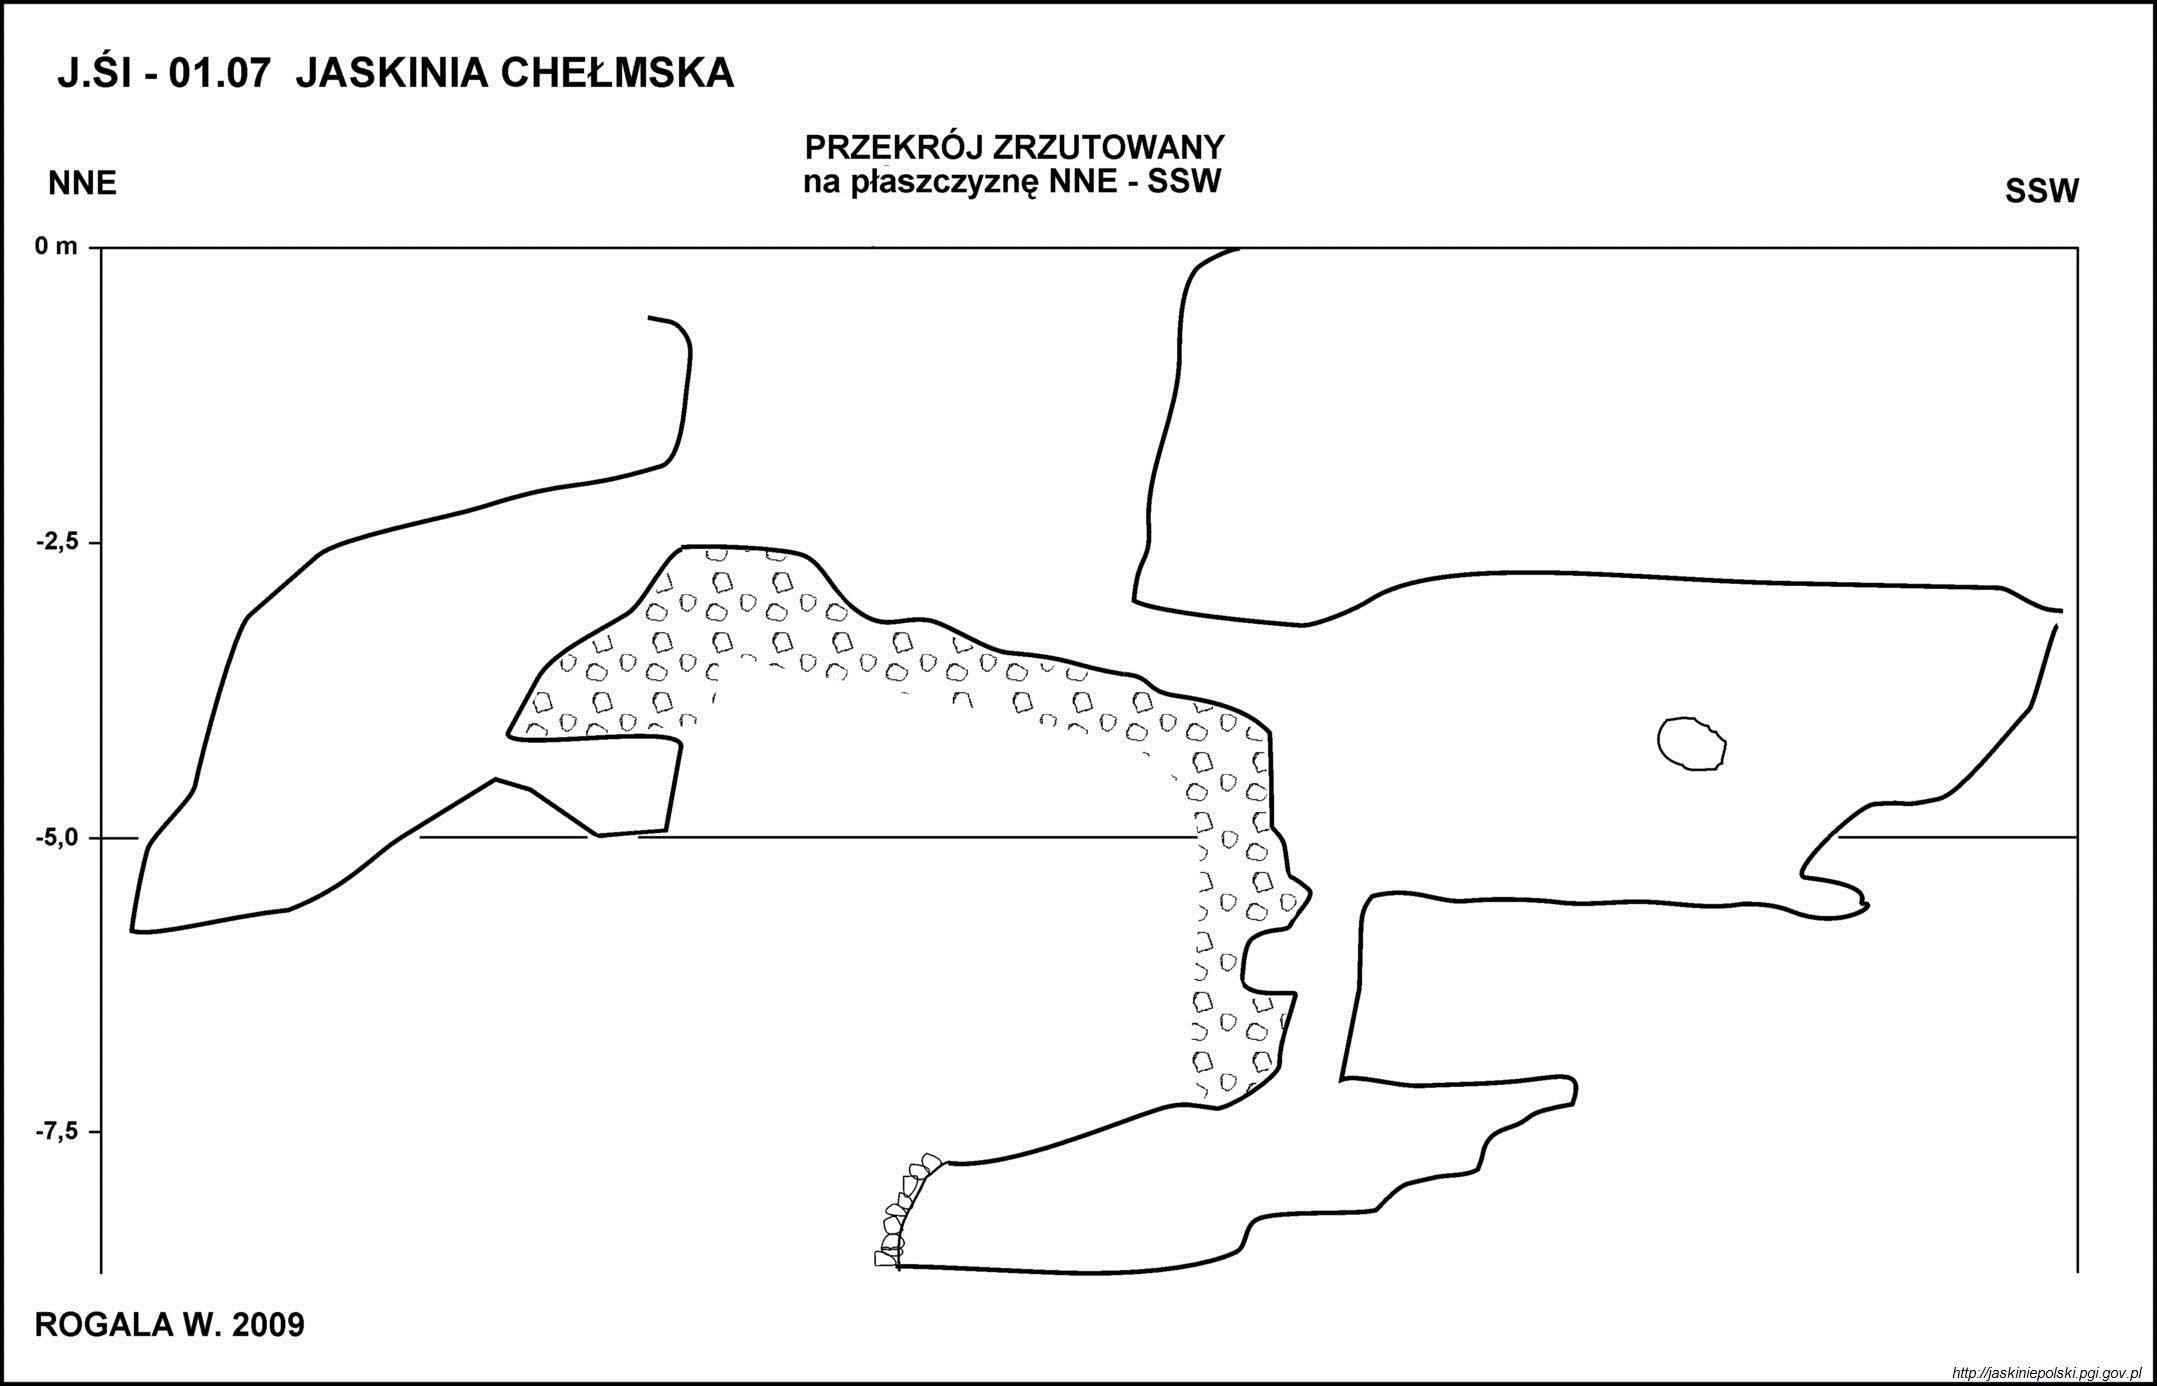 J.ŚI - 01.07 JASKINIA CHEŁMSKA
PRZEKRÓJ ZRZUTOWANY
na płaszczyznę NNE - SSW
NNE
SSW
0 m
-2,5
-5,0
-7,5
ROGALA W. 2009
http://jaskiniepolski.pgi.gov.pl